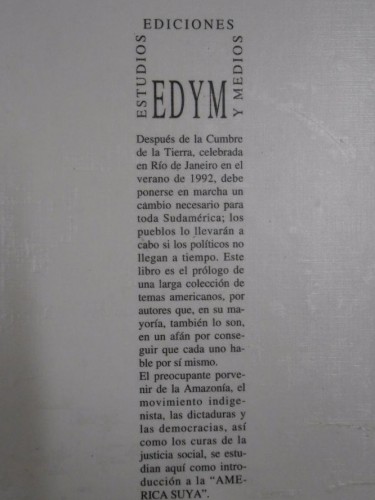 EDICIONES
ESTUDIOS
EDYM
Y MEDIOS
Después de la Cumbre
de la Tierra, celebrada
en Río de Janeiro en el
verano de 1992, debe
ponerse en marcha un
cambio necesario para
toda Sudamérica; los
pueblos lo llevarán a
cabo si los políticos no
llegan a tiempo. Este
libro es el prólogo de
una larga colección de
temas americanos, por
autores que, en su ma-
yoría, también lo son,
en un afán por conse-
guir que cada uno ha-
ble por sí mismo.
El preocupante porve-
nir de la Amazonía, el
movimiento indige-
nista, las dictaduras y
las democracias, así
como los curas de la
justicia social, se estu-
dian aquí como intro-
ducción a la "AME-
RICA SUYA".